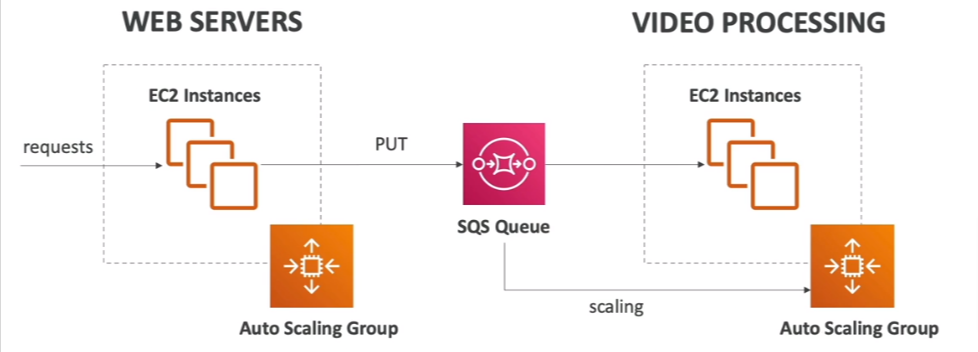 WEB SERVERS
VIDEO PROCESSING
EC2 Instances
EC2 Instances
requests
PUT
SQS Queue
scaling
Auto Scaling Group
Auto Scaling Group